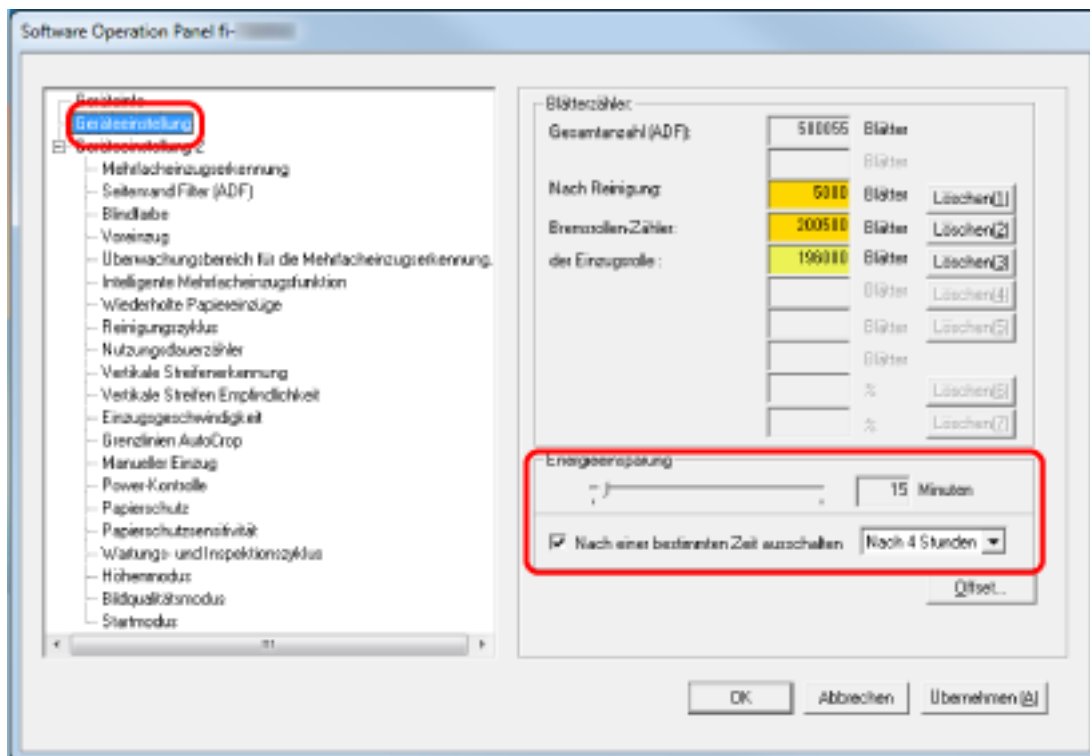 Software Operation Panel fi-
Geräteinfo
Geräteeinstellung
Geräteeinstellung 2
Mehrfacheinzugserkennung
Seitenrand Filter (ADF)
Blindfarbe
Voreinzug
Überwachungsbereich für die Mehrfacheinzugserkennung.
Intelligente Mehrfacheinzugsfunktion
Wiederholte Papiereinzüge
Reinigungszyklus
Nutzungsdauerzähler
Vertikale Streifenerkennung
Vertikale Streifen Empfindlichkeit
Einzugsgeschwindigkeit
Grenzlinien AutoCrop
Manueller Einzug
Power-Kontrolle
Papierschutz
Papierschutzsensitivität
Wartungs- und Inspektionszyklus
Höhenmodus
Bildqualitätsmodus
Startmodus
Blätterzähler:
Gesamtanzahl (ADF): 510055 Blätter
Blätter
Nach Reinigung: 5000 Blätter Löschen(1)
Bremsrollen-Zähler: 200500 Blätter Löschen(2)
der Einzugsrolle : 196000 Blätter Löschen(3)
Blätter Löschen(4)
Blätter Löschen(5)
Blätter
% Löschen(6)
% Löschen(7)
Energieeinsparung
15 Minuten
Nach einer bestimmten Zeit ausschalten Nach 4 Stunden
Offset...
OK Abbrechen Übernehmen (A)